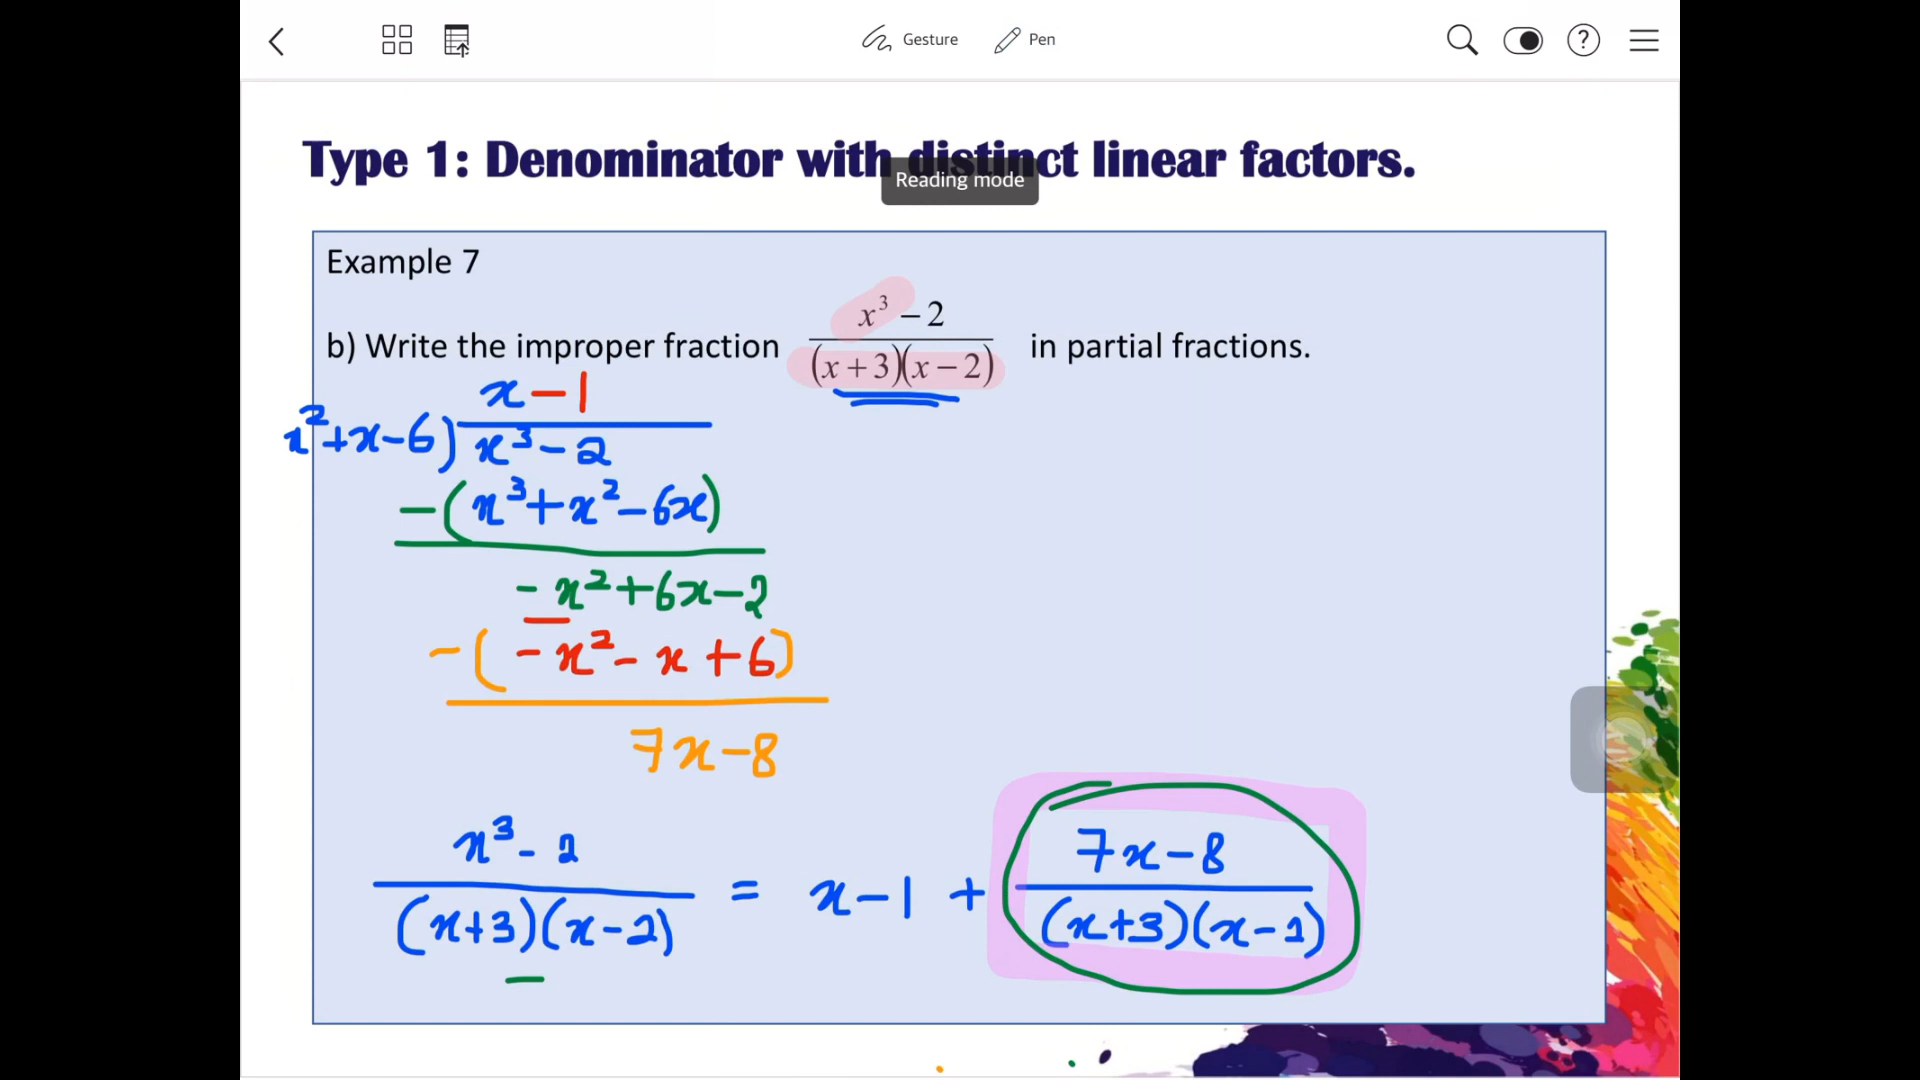 Gesture Pen
?
Type 1: Denominator with distinct linear factors.
Reading mode
Example 7
b) Write the improper fraction x³ − 2 / (x + 3)(x − 2) in partial fractions.
x − 1
x² + x − 6 ) x³ − 2
− (x³ + x² − 6x)
− x² + 6x − 2
− ( − x² − x + 6)
7x − 8
x³ − 2 / (x+3)(x−2) = x − 1 + 7x − 8 / (x+3)(x−2)